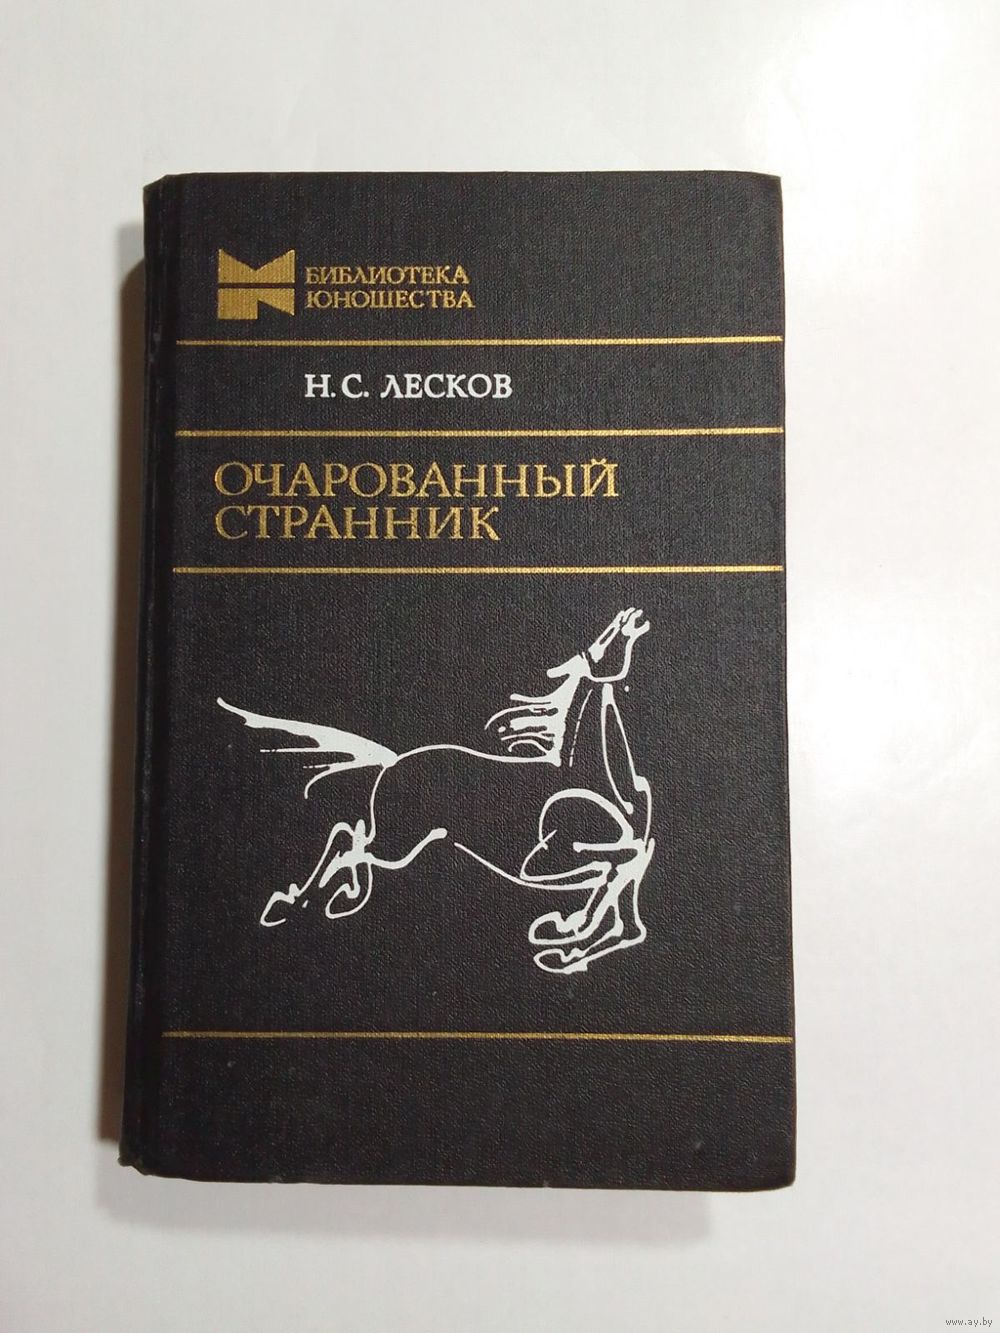 БИБЛИОТЕКА
ЮНОШЕСТВА
Н. С. ЛЕСКОВ
ОЧАРОВАННЫЙ
СТРАННИК
www.ay.by